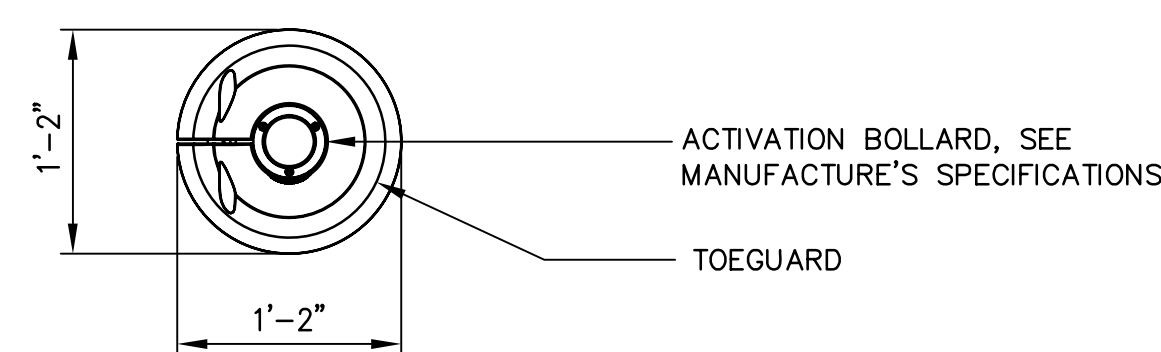 1'-2"
ACTIVATION BOLLARD, SEE
MANUFACTURE'S SPECIFICATIONS
TOEGUARD
1'-2"